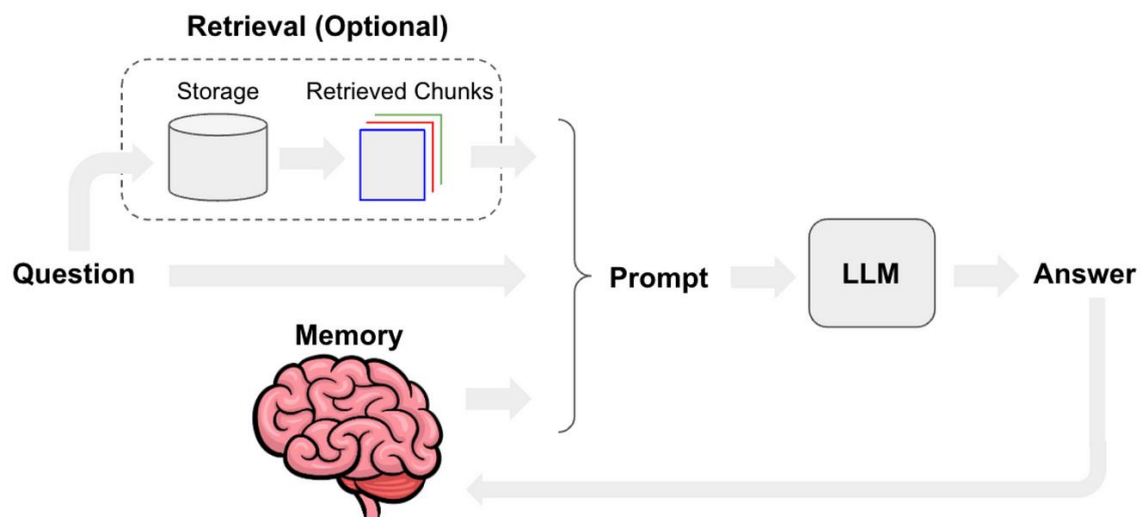 Retrieval (Optional)
Storage
Retrieved Chunks
Question
Prompt
LLM
Answer
Memory